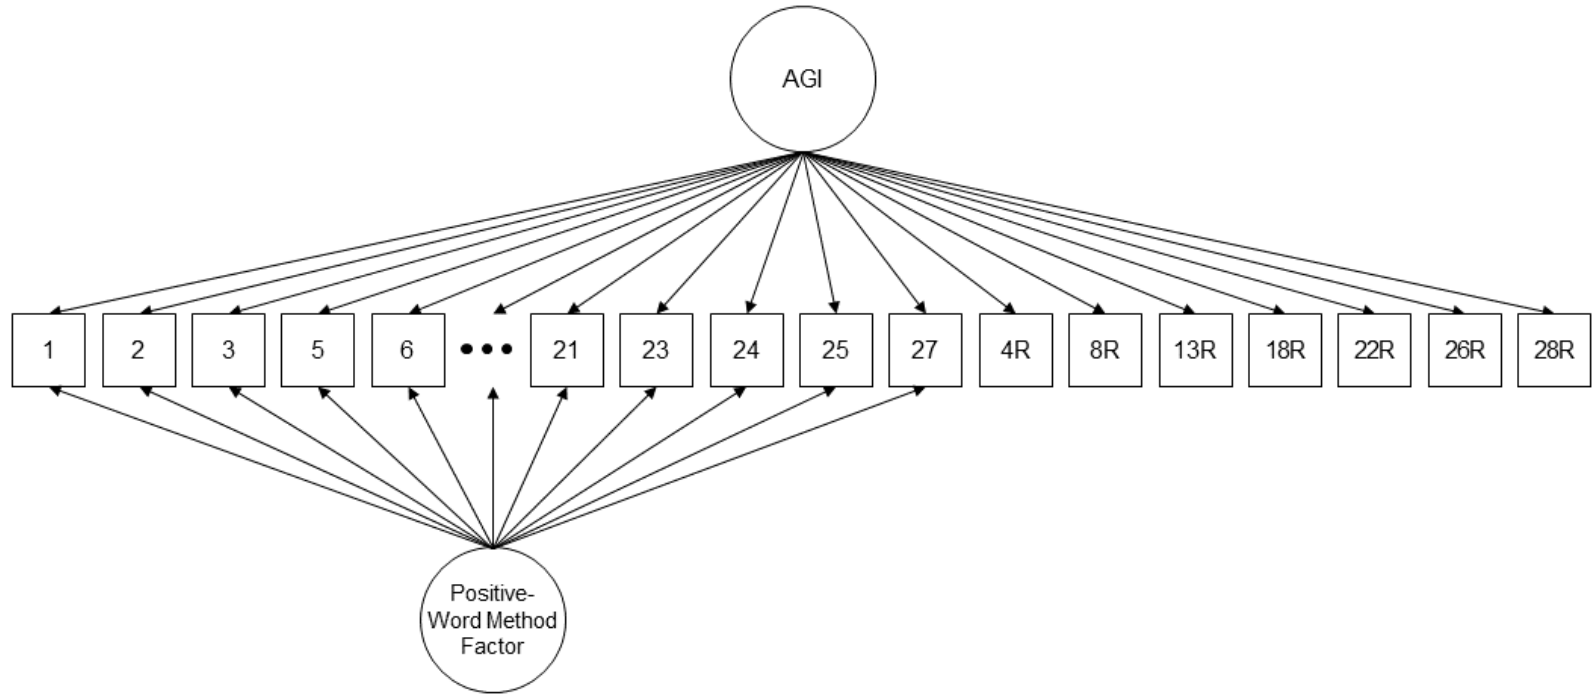 AGI
1 2 3 5 6 ••• 21 23 24 25 27 4R 8R 13R 18R 22R 26R 28R
Positive-
Word Method
Factor